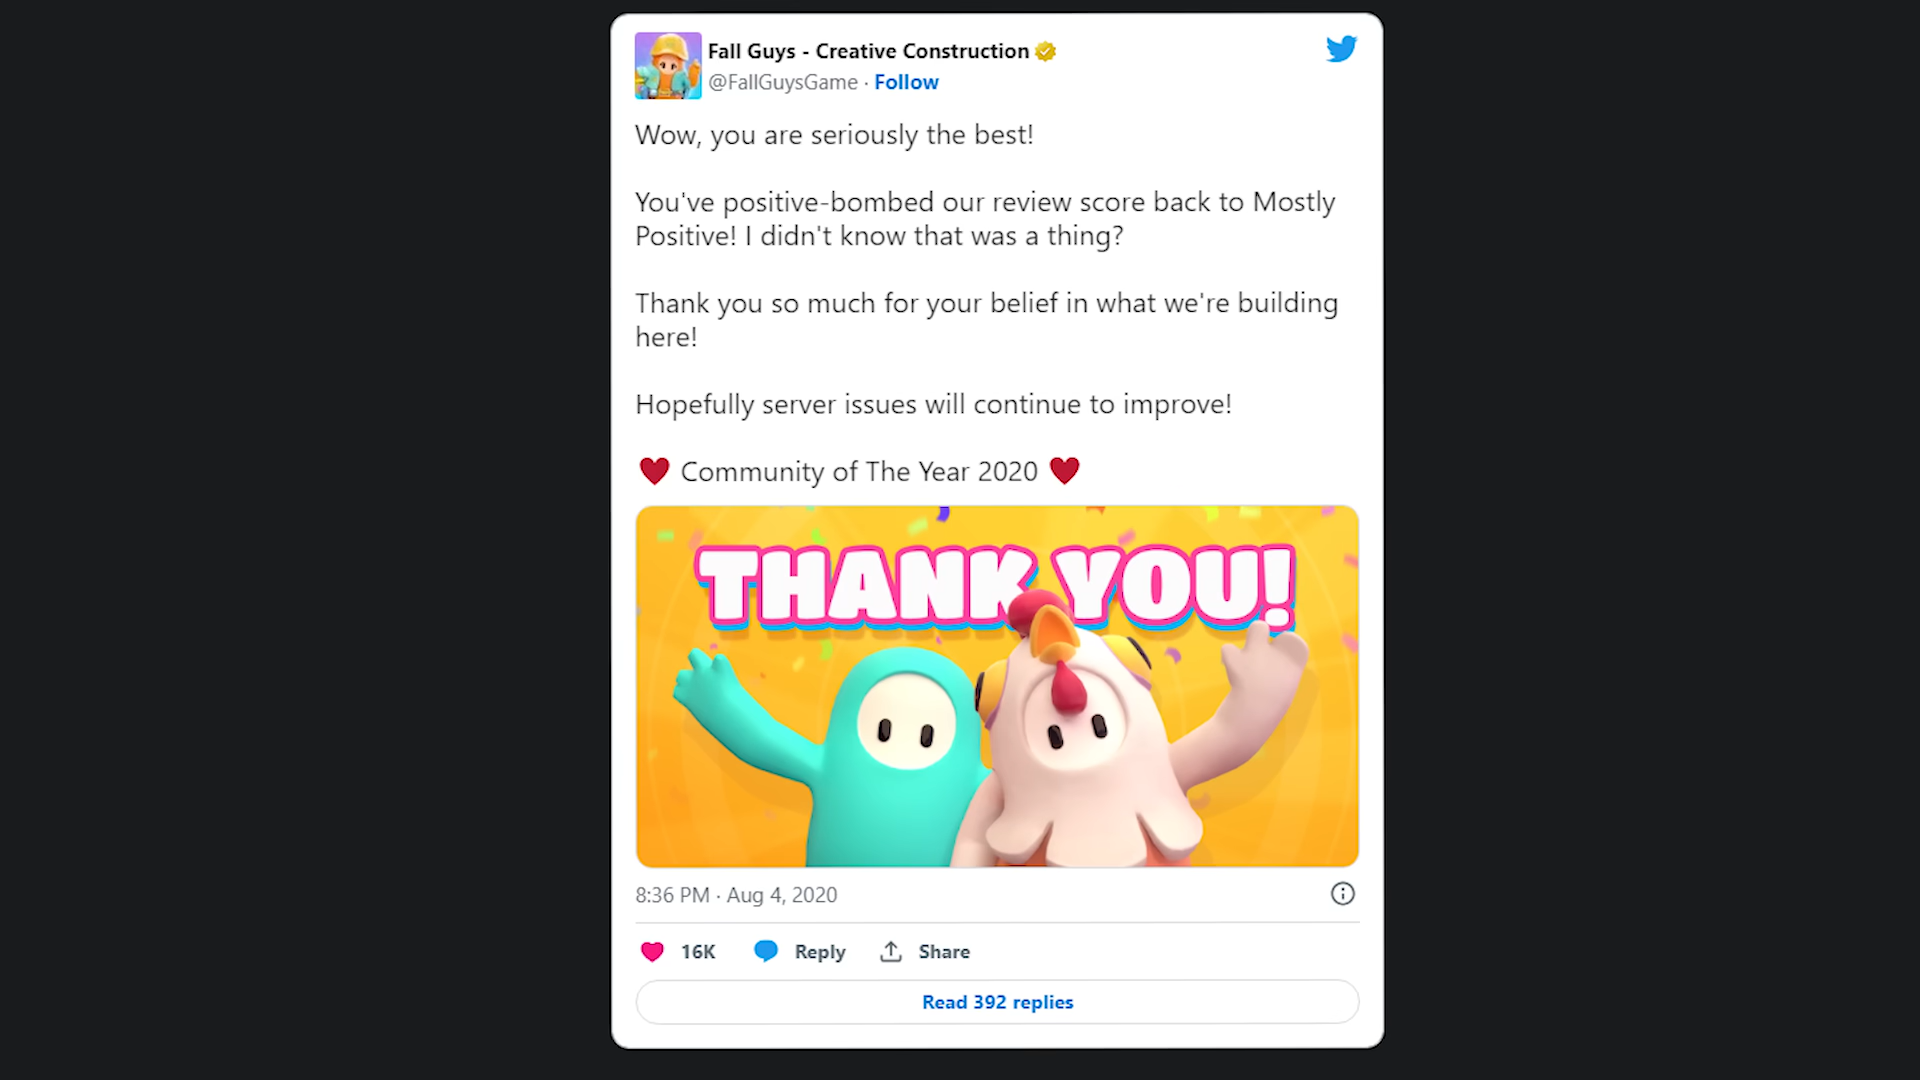 Fall Guys - Creative Construction
@FallGuysGame · Follow
Wow, you are seriously the best!
You've positive-bombed our review score back to Mostly
Positive! I didn't know that was a thing?
Thank you so much for your belief in what we're building
here!
Hopefully server issues will continue to improve!
❤ Community of The Year 2020 ❤
THANK YOU!
8:36 PM · Aug 4, 2020
16K Reply Share
Read 392 replies